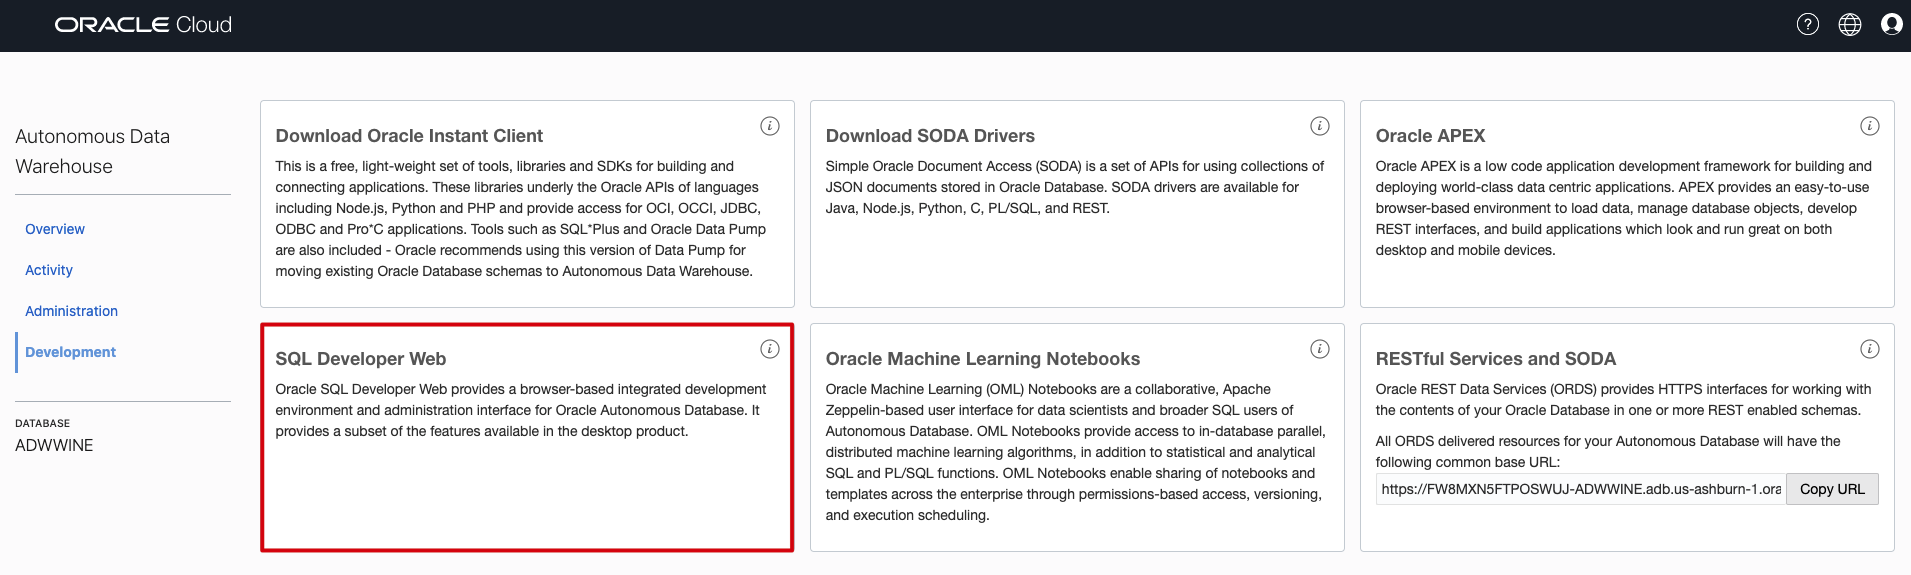 ORACLE Cloud
Autonomous Data
Warehouse
Overview
Activity
Administration
Development
DATABASE
ADWWINE
Download Oracle Instant Client
This is a free, light-weight set of tools, libraries and SDKs for building and
connecting applications. These libraries underly the Oracle APIs of languages
including Node.js, Python and PHP and provide access for OCI, OCCI, JDBC,
ODBC and Pro*C applications. Tools such as SQL*Plus and Oracle Data Pump
are also included - Oracle recommends using this version of Data Pump for
moving existing Oracle Database schemas to Autonomous Data Warehouse.
Download SODA Drivers
Simple Oracle Document Access (SODA) is a set of APIs for using collections of
JSON documents stored in Oracle Database. SODA drivers are available for
Java, Node.js, Python, C, PL/SQL, and REST.
Oracle APEX
Oracle APEX is a low code application development framework for building and
deploying world-class data centric applications. APEX provides an easy-to-use
browser-based environment to load data, manage database objects, develop
REST interfaces, and build applications which look and run great on both
desktop and mobile devices.
SQL Developer Web
Oracle SQL Developer Web provides a browser-based integrated development
environment and administration interface for Oracle Autonomous Database. It
provides a subset of the features available in the desktop product.
Oracle Machine Learning Notebooks
Oracle Machine Learning (OML) Notebooks are a collaborative, Apache
Zeppelin-based user interface for data scientists and broader SQL users of
Autonomous Database. OML Notebooks provide access to in-database parallel,
distributed machine learning algorithms, in addition to statistical and analytical
SQL and PL/SQL functions. OML Notebooks enable sharing of notebooks and
templates across the enterprise through permissions-based access, versioning,
and execution scheduling.
RESTful Services and SODA
Oracle REST Data Services (ORDS) provides HTTPS interfaces for working with
the contents of your Oracle Database in one or more REST enabled schemas.
All ORDS delivered resources for your Autonomous Database will have the
following common base URL:
https://FW8MXN5FTPOSWUJ-ADWWINE.adb.us-ashburn-1.ora
Copy URL